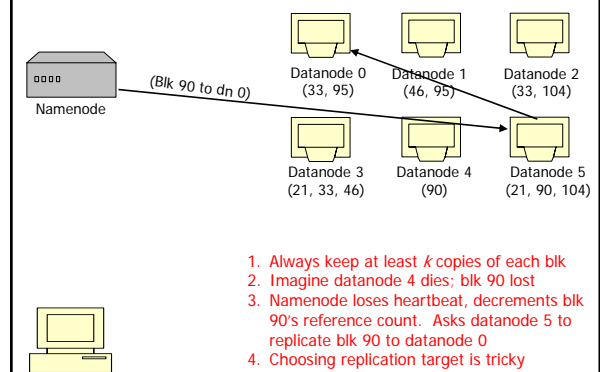 Datanode 0
(33, 95)
Datanode 1
(46, 95)
Datanode 2
(33, 104)
(Blk 90 to dn 0)
Namenode
Datanode 3
(21, 33, 46)
Datanode 4
(90)
Datanode 5
(21, 90, 104)
1. Always keep at least k copies of each blk
2. Imagine datanode 4 dies; blk 90 lost
3. Namenode loses heartbeat, decrements blk
90's reference count. Asks datanode 5 to
replicate blk 90 to datanode 0
4. Choosing replication target is tricky